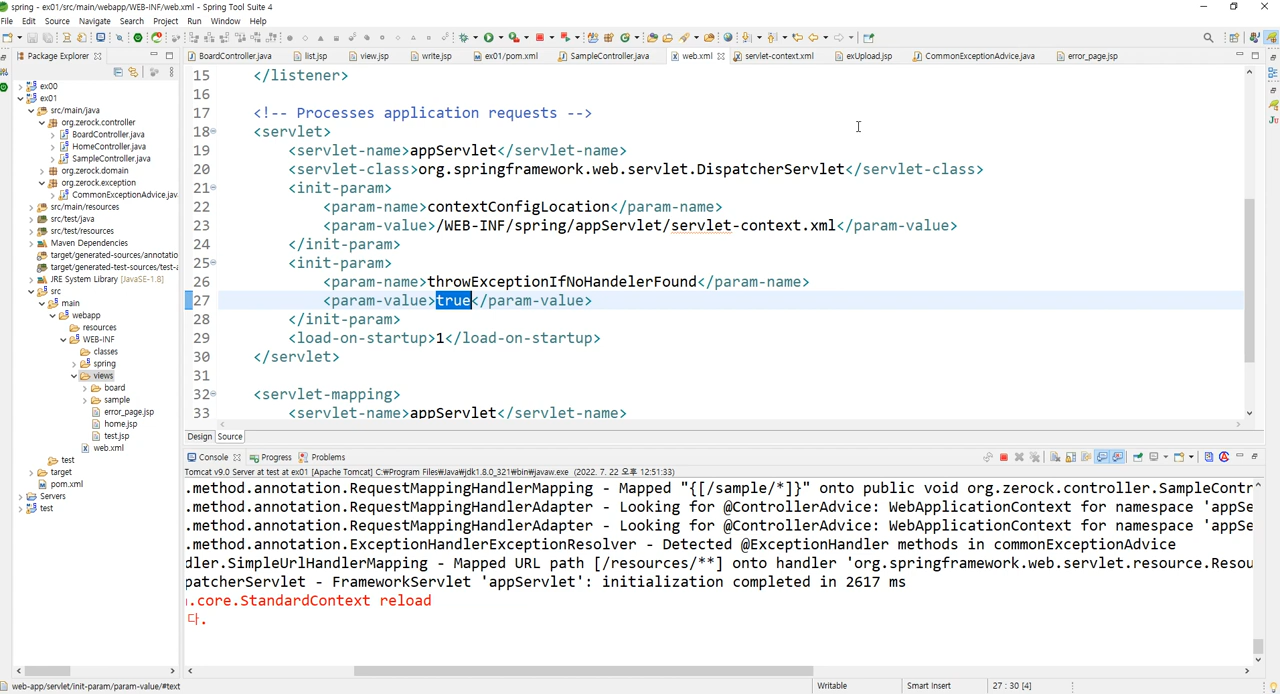 spring - ex01/src/main/webapp/WEB-INF/web.xml - Spring Tool Suite 4
File Edit Source Navigate Search Project Run Window Help
Package Explorer
BoardController.java list.jsp view.jsp write.jsp ex01/pom.xml SampleController.java web.xml servlet-context.xml exUpload.jsp CommonExceptionAdvice.java error_page.jsp
ex00
ex01
src/main/java
org.zerock.controller
BoardController.java
HomeController.java
SampleController.java
org.zerock.domain
org.zerock.exception
CommonExceptionAdvice.jav
src/main/resources
src/test/java
src/test/resources
Maven Dependencies
target/generated-sources/annotatio
target/generated-test-sources/test-a
JRE System Library [JavaSE-1.8]
src
main
webapp
resources
WEB-INF
classes
spring
views
board
sample
error_page.jsp
home.jsp
test.jsp
web.xml
test
target
pom.xml
Servers
test
15 </listener>
16
17 <!-- Processes application requests -->
18 <servlet>
19 <servlet-name>appServlet</servlet-name>
20 <servlet-class>org.springframework.web.servlet.DispatcherServlet</servlet-class>
21 <init-param>
22 <param-name>contextConfigLocation</param-name>
23 <param-value>/WEB-INF/spring/appServlet/servlet-context.xml</param-value>
24 </init-param>
25 <init-param>
26 <param-name>throwExceptionIfNoHandelerFound</param-name>
27 <param-value>true</param-value>
28 </init-param>
29 <load-on-startup>1</load-on-startup>
30 </servlet>
31
32 <servlet-mapping>
33 <servlet-name>appServlet</servlet-name>
Design Source
Console Progress Problems
Tomcat v9.0 Server at test at ex01 [Apache Tomcat] C:￦Program Files￦Java￦jdk1.8.0_321￦bin￦javaw.exe (2022. 7. 22 오후 12:51:33)
.method.annotation.RequestMappingHandlerMapping - Mapped "{[/sample/*]}" onto public void org.zerock.controller.SampleContr
.method.annotation.RequestMappingHandlerAdapter - Looking for @ControllerAdvice: WebApplicationContext for namespace 'appSe
.method.annotation.RequestMappingHandlerAdapter - Looking for @ControllerAdvice: WebApplicationContext for namespace 'appSe
.method.annotation.ExceptionHandlerExceptionResolver - Detected @ExceptionHandler methods in commonExceptionAdvice
dler.SimpleUrlHandlerMapping - Mapped URL path [/resources/**] onto handler 'org.springframework.web.servlet.resource.Resou
patcherServlet - FrameworkServlet 'appServlet': initialization completed in 2617 ms
.core.StandardContext reload
다.
web-app/servlet/init-param/param-value/#text Writable Smart Insert 27 : 30 [4]